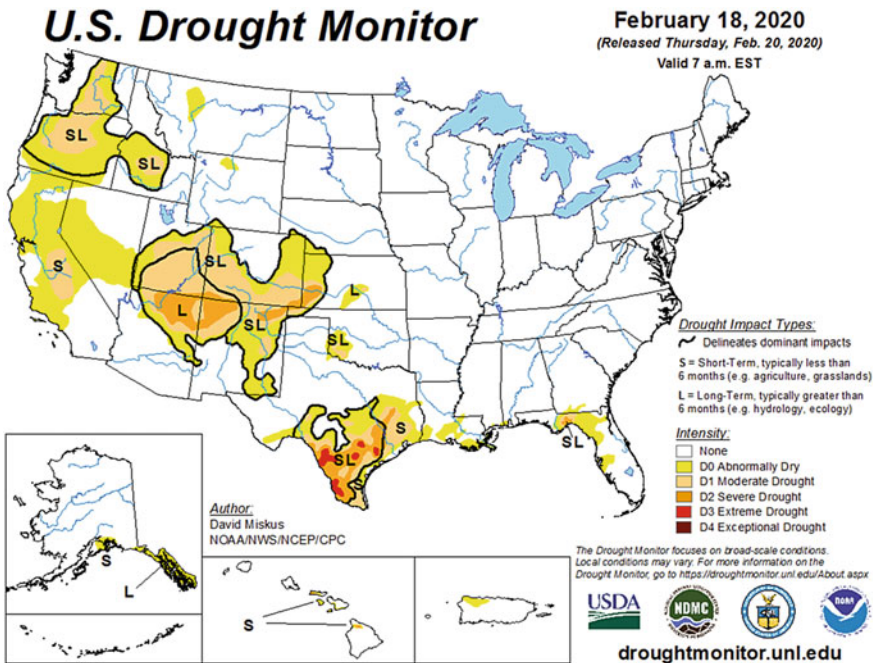 U.S. Drought Monitor
February 18, 2020
(Released Thursday, Feb. 20, 2020)
Valid 7 a.m. EST
SL
SL
S
SL
L
L
SL
SL
S
SL
S
SL
Drought Impact Types:
Delineates dominant impacts
S = Short-Term, typically less than
6 months (e.g. agriculture, grasslands)
L = Long-Term, typically greater than
6 months (e.g. hydrology, ecology)
Intensity:
None
D0 Abnormally Dry
D1 Moderate Drought
D2 Severe Drought
D3 Extreme Drought
D4 Exceptional Drought
Author:
David Miskus
NOAA/NWS/NCEP/CPC
S
L
S
The Drought Monitor focuses on broad-scale conditions.
Local conditions may vary. For more information on the
Drought Monitor, go to https://droughtmonitor.unl.edu/About.aspx
USDA
NDMC
NOAA
droughtmonitor.unl.edu